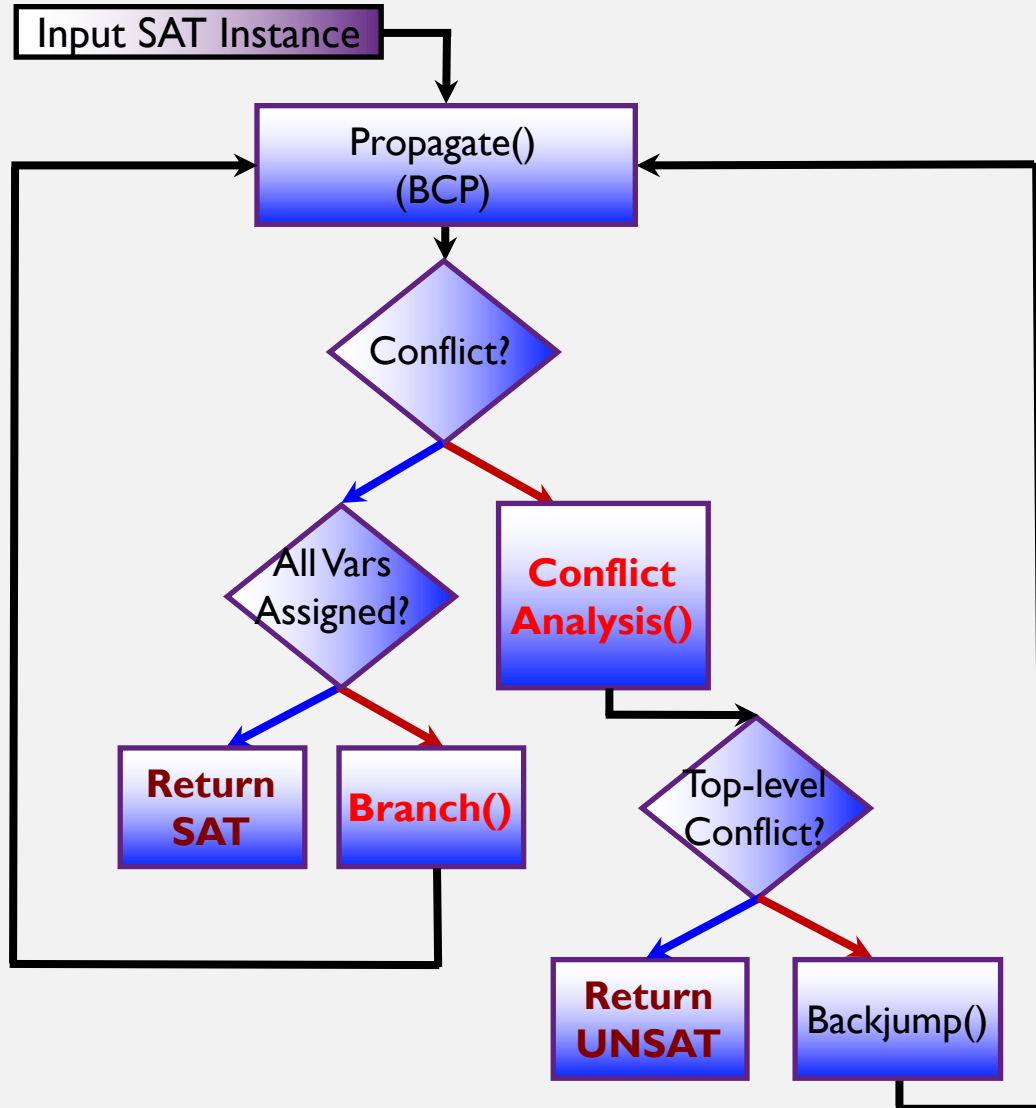 Input SAT Instance
Propagate()
(BCP)
Conflict?
All Vars
Assigned?
Conflict
Analysis()
Return
SAT
Branch()
Top-level
Conflict?
Return
UNSAT
Backjump()